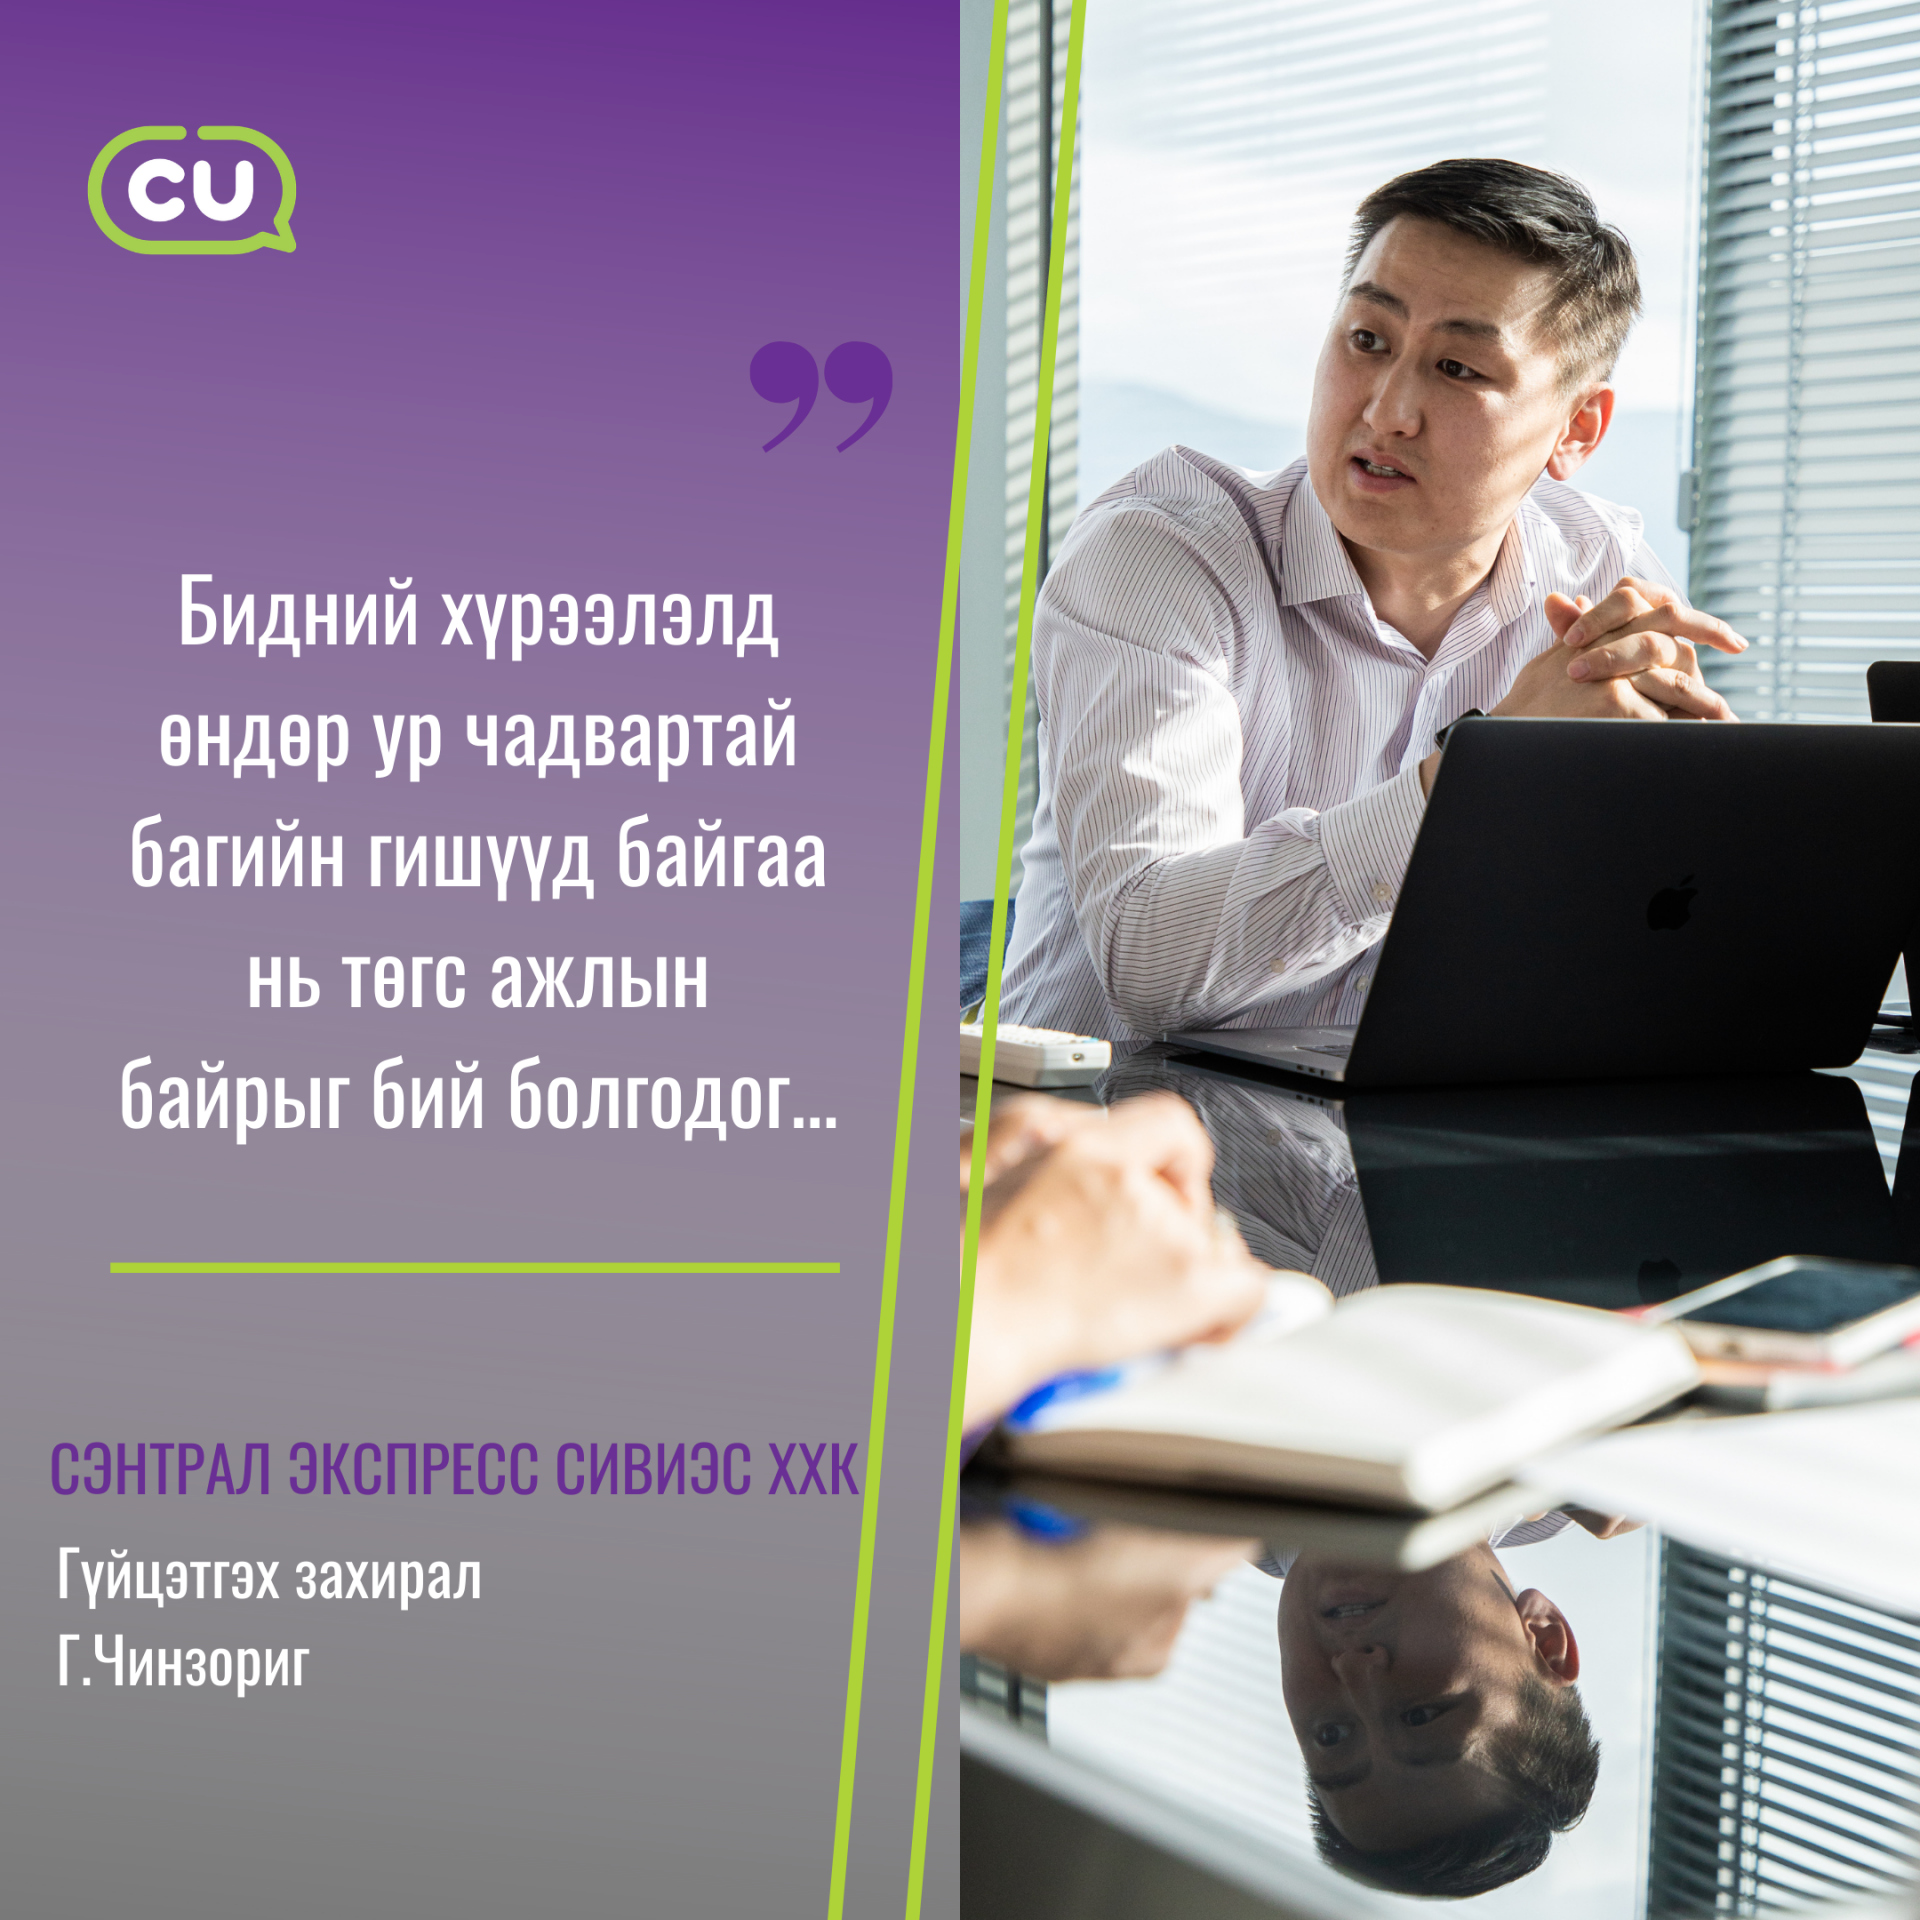 CU
”
Бидний хүрээлэлд
өндөр ур чадвартай
багийн гишүүд байгаа
нь төгс ажлын
байрыг бий болгодог...
СЭНТРАЛ ЭКСПРЕСС СИВИЭС ХХК
Гүйцэтгэх захирал
Г.Чинзориг